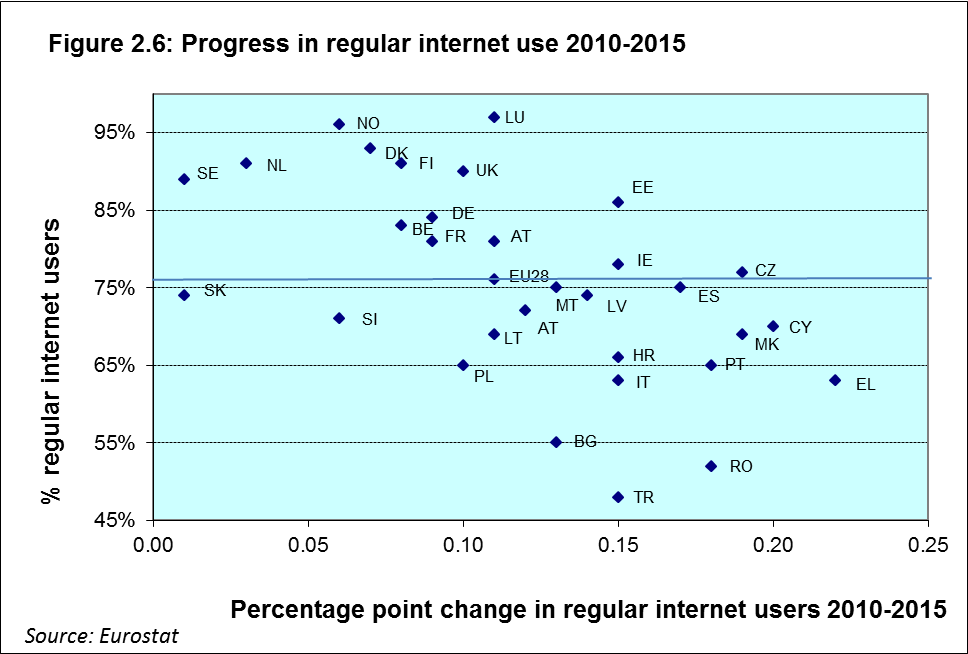 Figure 2.6: Progress in regular internet use 2010-2015
% regular internet users
95%
85%
75%
65%
55%
45%
NO
LU
DK
FI
UK
SE
NL
EE
DE
BE
FR
AT
IE
CZ
EU28
SK
MT
LV
ES
SI
AT
LT
CY
MK
HR
PT
PL
IT
EL
BG
RO
TR
0.00 0.05 0.10 0.15 0.20 0.25
Percentage point change in regular internet users 2010-2015
Source: Eurostat